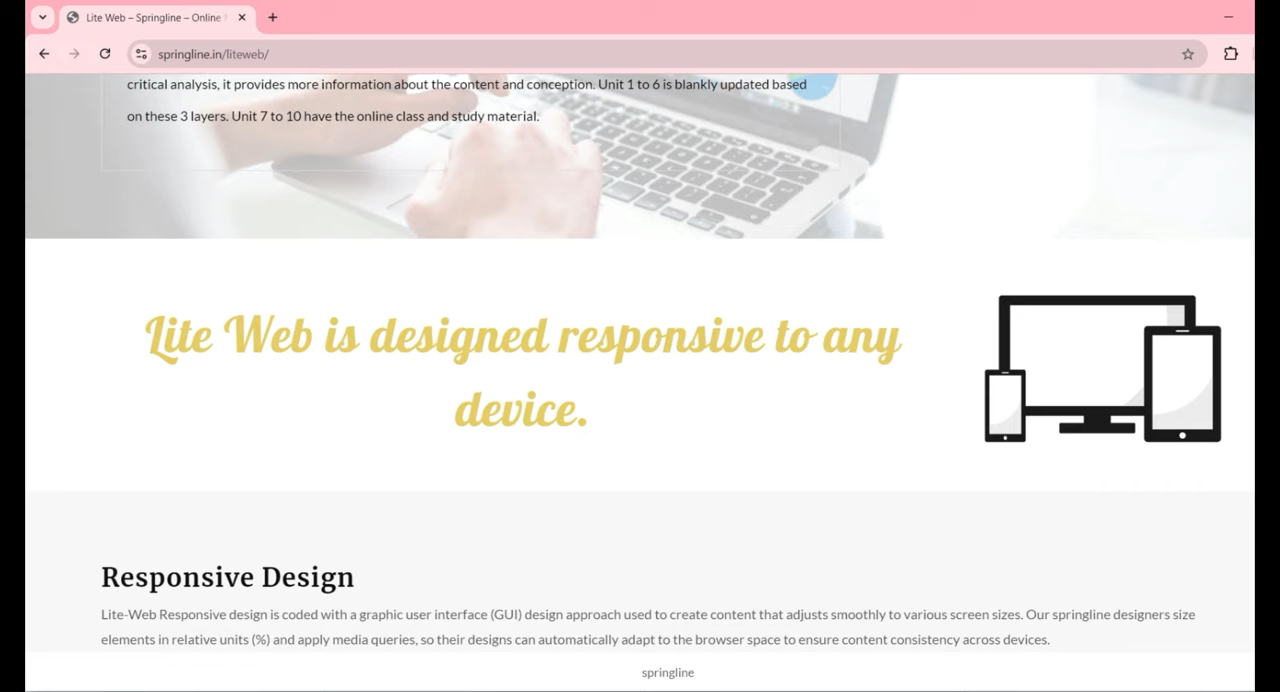 Lite Web – Springline – Online
springline.in/liteweb/
critical analysis, it provides more information about the content and conception. Unit 1 to 6 is blankly updated based
on these 3 layers. Unit 7 to 10 have the online class and study material.
Lite Web is designed responsive to any
device.
Responsive Design
Lite-Web Responsive design is coded with a graphic user interface (GUI) design approach used to create content that adjusts smoothly to various screen sizes. Our springline designers size
elements in relative units (%) and apply media queries, so their designs can automatically adapt to the browser space to ensure content consistency across devices.
springline